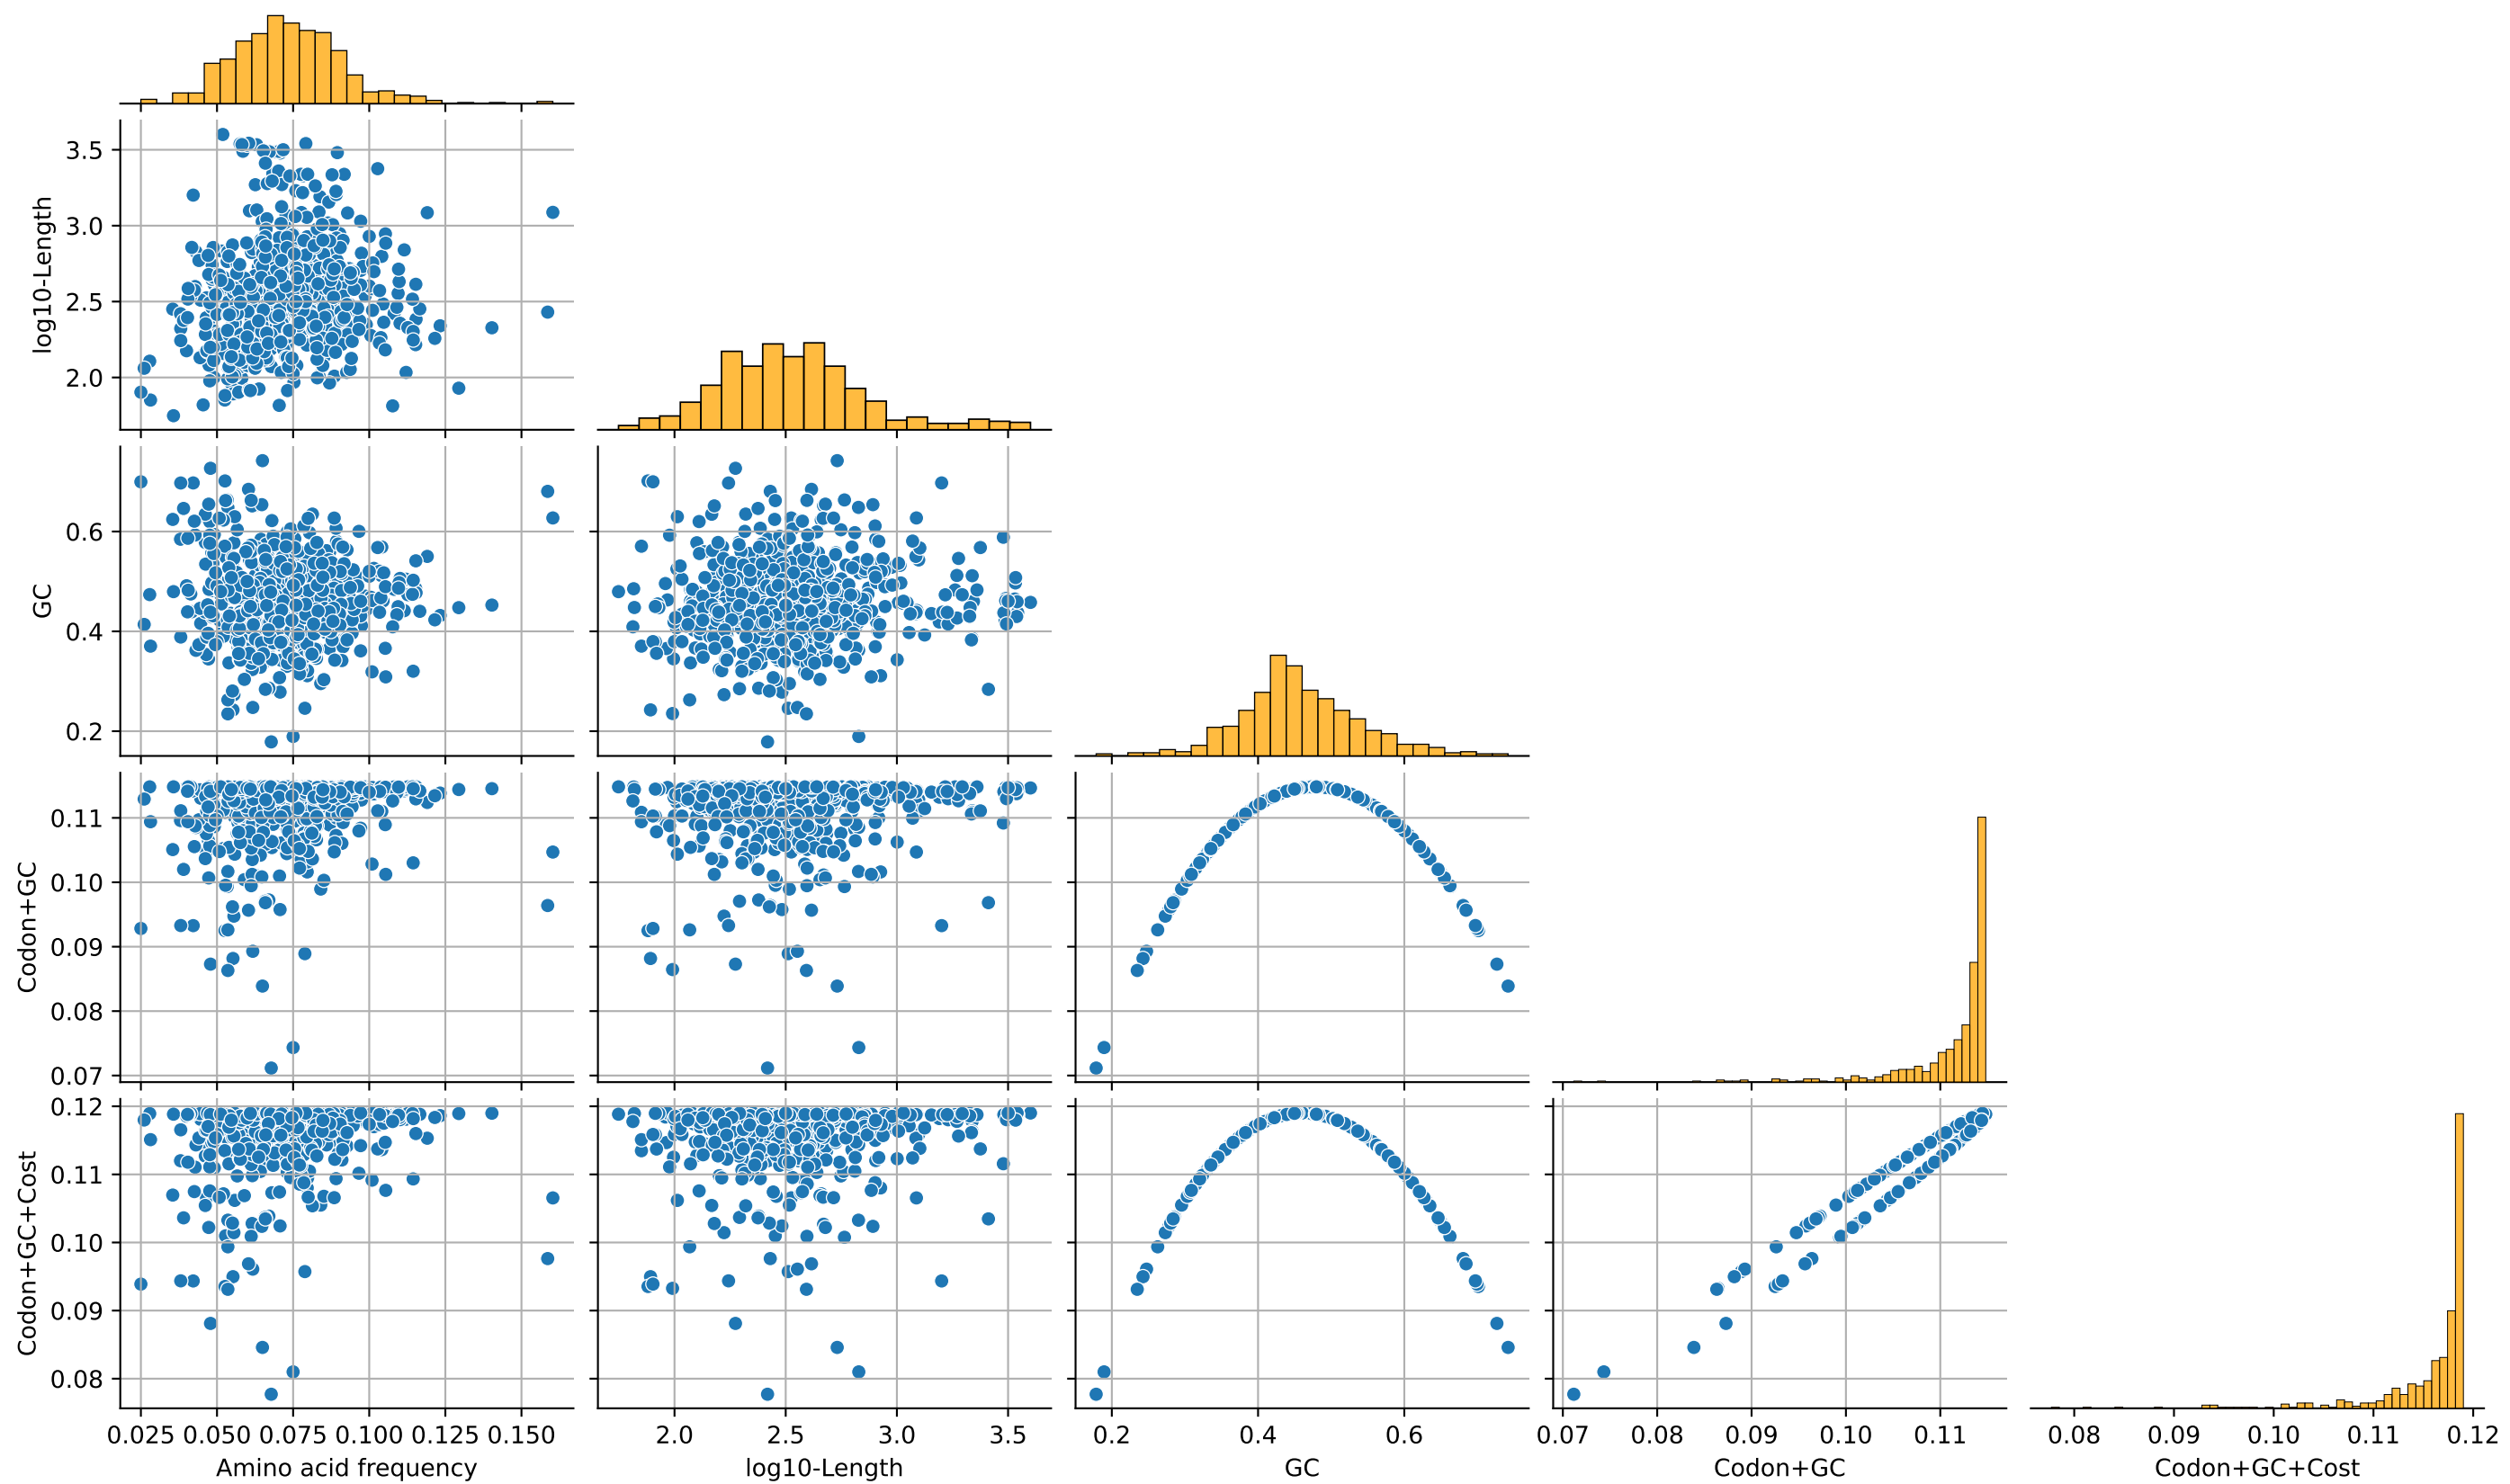 log10-Length
3.5
3.0
2.5
2.0
GC
0.6
0.4
0.2
Codon+GC
0.11
0.10
0.09
0.08
0.07
Codon+GC+Cost
0.12
0.11
0.10
0.09
0.08
0.025 0.050 0.075 0.100 0.125 0.150
Amino acid frequency
2.0 2.5 3.0 3.5
log10-Length
0.2 0.4 0.6
GC
0.07 0.08 0.09 0.10 0.11
Codon+GC
0.08 0.09 0.10 0.11 0.12
Codon+GC+Cost